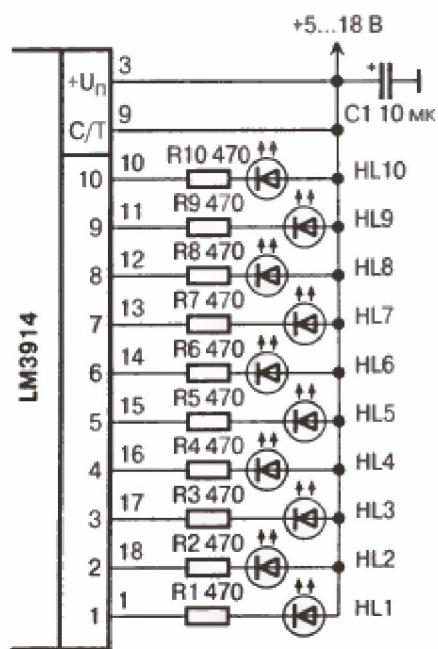 +5...18 В
+Uп 3
C1 10 мк
C/T 9
10 10 R10 470 HL10
9 11 R9 470 HL9
8 12 R8 470 HL8
7 13 R7 470 HL7
6 14 R6 470 HL6
5 15 R5 470 HL5
4 16 R4 470 HL4
3 17 R3 470 HL3
2 18 R2 470 HL2
1 1 R1 470 HL1
LM3914